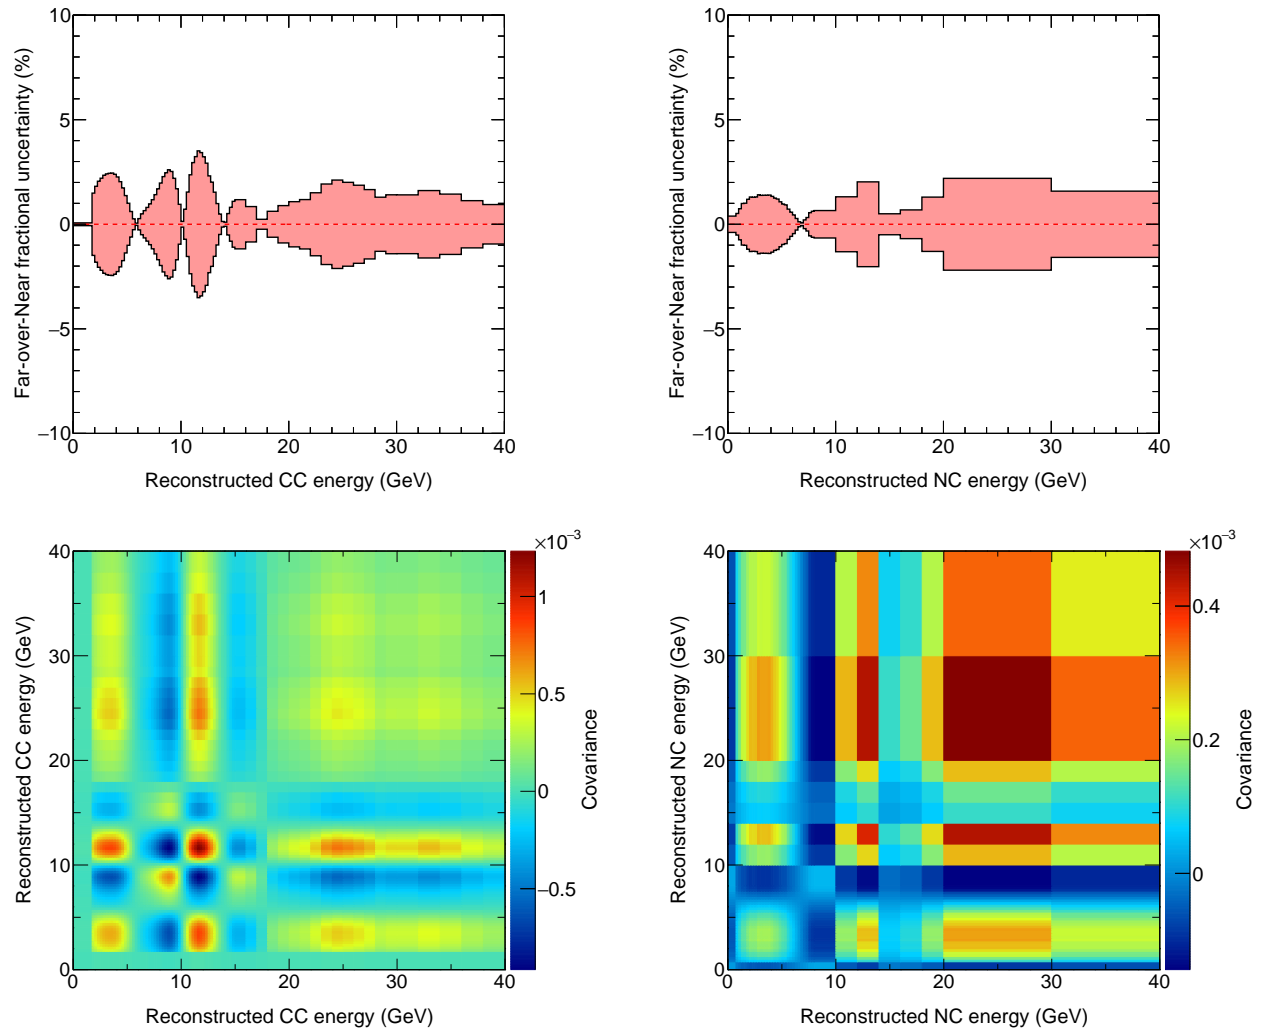 Far-over-Near fractional uncertainty (%)
10
5
0
−5
−10
0 10 20 30 40
Reconstructed CC energy (GeV)
Far-over-Near fractional uncertainty (%)
10
5
0
−5
−10
0 10 20 30 40
Reconstructed NC energy (GeV)
Reconstructed CC energy (GeV)
40
30
20
10
0
0 10 20 30 40
Reconstructed CC energy (GeV)
×10⁻³
1
0.5
0
−0.5
Covariance
Reconstructed NC energy (GeV)
40
30
20
10
0
0 10 20 30 40
Reconstructed NC energy (GeV)
×10⁻³
0.4
0.2
0
Covariance